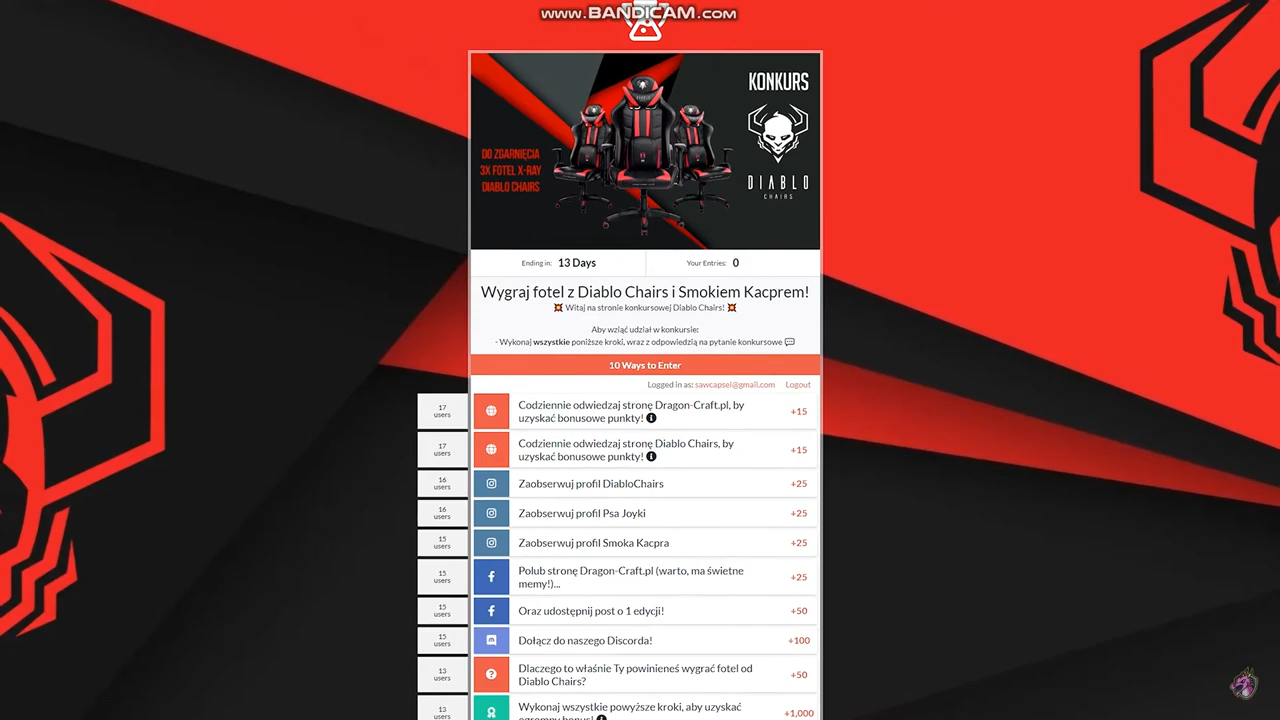 www.BANDICAM.com
KONKURS
DO ZGARNIĘCIA
3X FOTEL X-RAY
DIABLO CHAIRS
DIABLO
CHAIRS
Ending in: 13 Days
Your Entries: 0
Wygraj fotel z Diablo Chairs i Smokiem Kacprem!
💥 Witaj na stronie konkursowej Diablo Chairs! 💥
Aby wziąć udział w konkursie:
- Wykonaj wszystkie poniższe kroki, wraz z odpowiedzią na pytanie konkursowe 💬
10 Ways to Enter
Logged in as: sawcapsel@gmail.com Logout
17
users
Codziennie odwiedzaj stronę Dragon-Craft.pl, by
uzyskać bonusowe punkty!
+15
17
users
Codziennie odwiedzaj stronę Diablo Chairs, by
uzyskać bonusowe punkty!
+15
16
users
Zaobserwuj profil DiabloChairs
+25
16
users
Zaobserwuj profil Psa Joyki
+25
15
users
Zaobserwuj profil Smoka Kacpra
+25
15
users
Polub stronę Dragon-Craft.pl (warto, ma świetne
memy!)...
+25
15
users
Oraz udostępnij post o 1 edycji!
+50
15
users
Dołącz do naszego Discorda!
+100
13
users
Dlaczego to właśnie Ty powinieneś wygrać fotel od
Diablo Chairs?
+50
13
users
Wykonaj wszystkie powyższe kroki, aby uzyskać
ogromny bonus!
+1,000